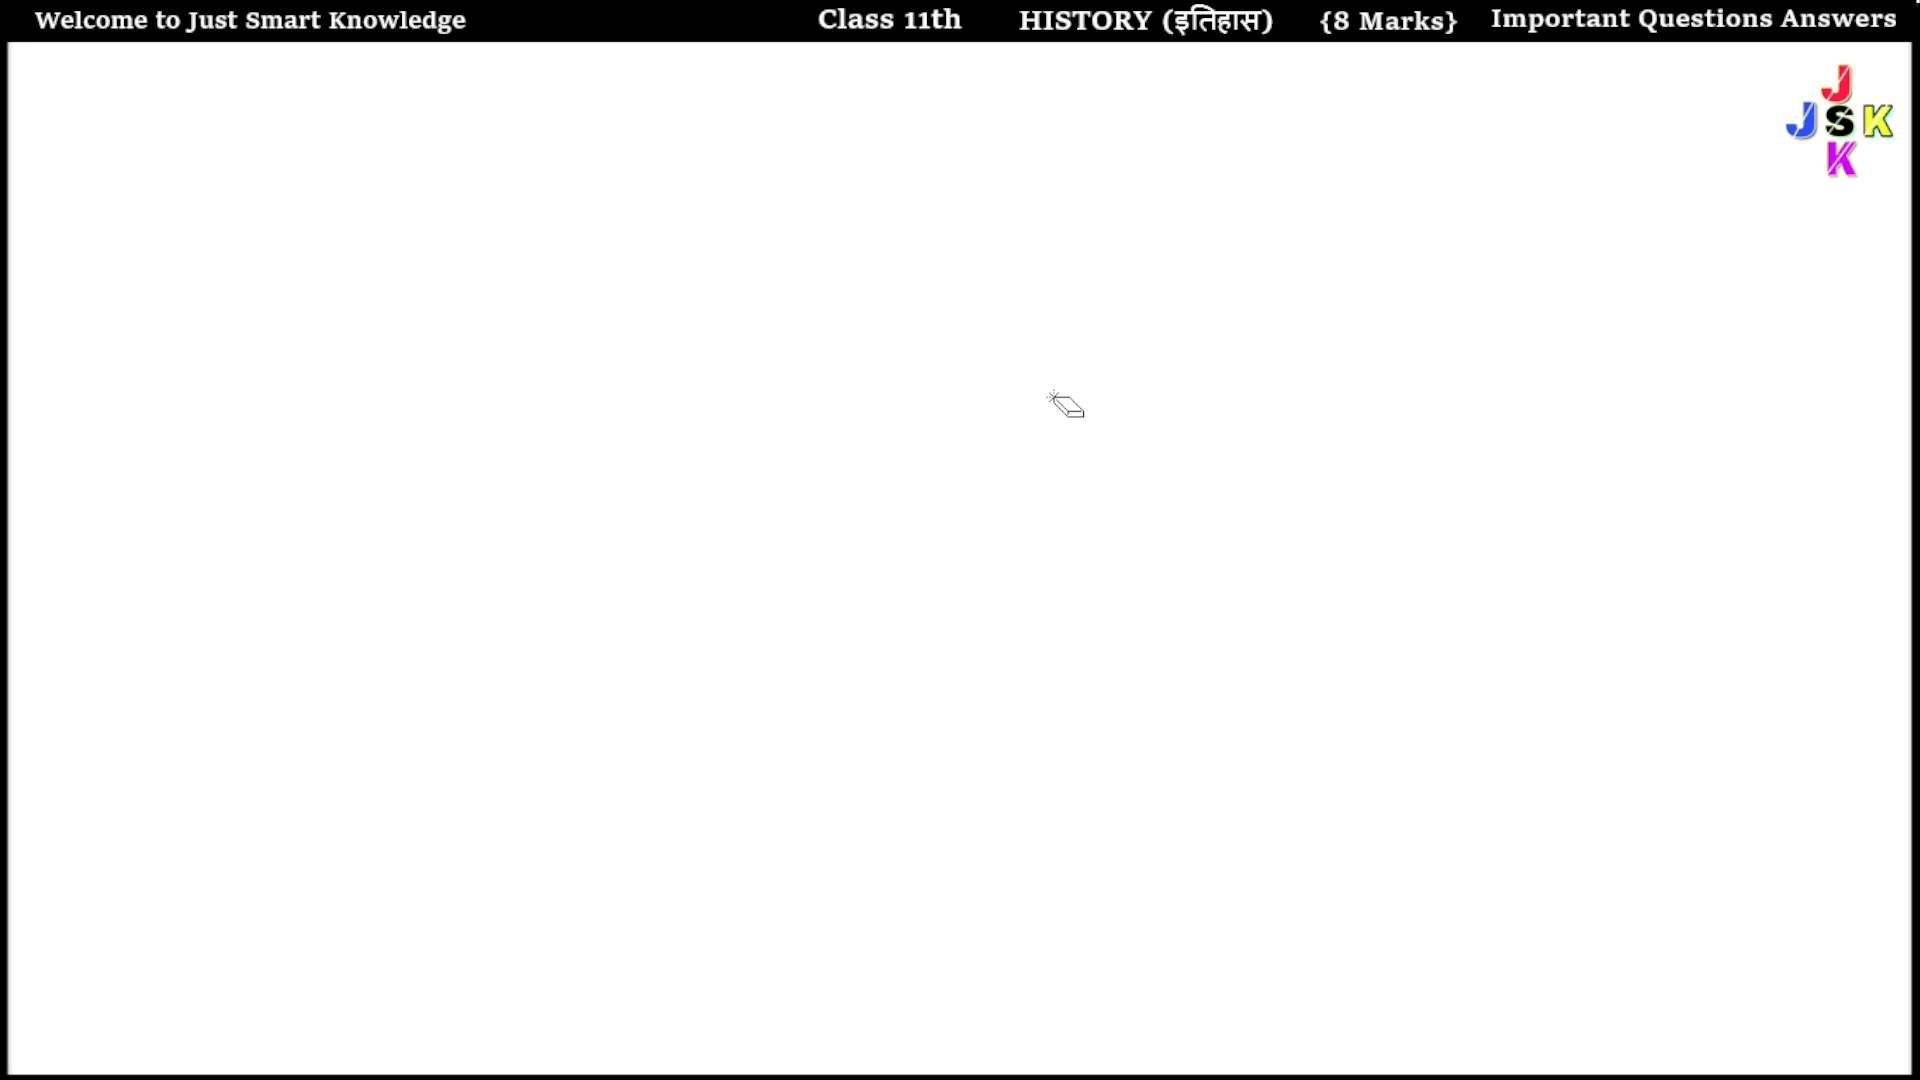 Welcome to Just Smart Knowledge Class 11th HISTORY (इतिहास) {8 Marks} Important Questions Answers
J
J S K
K